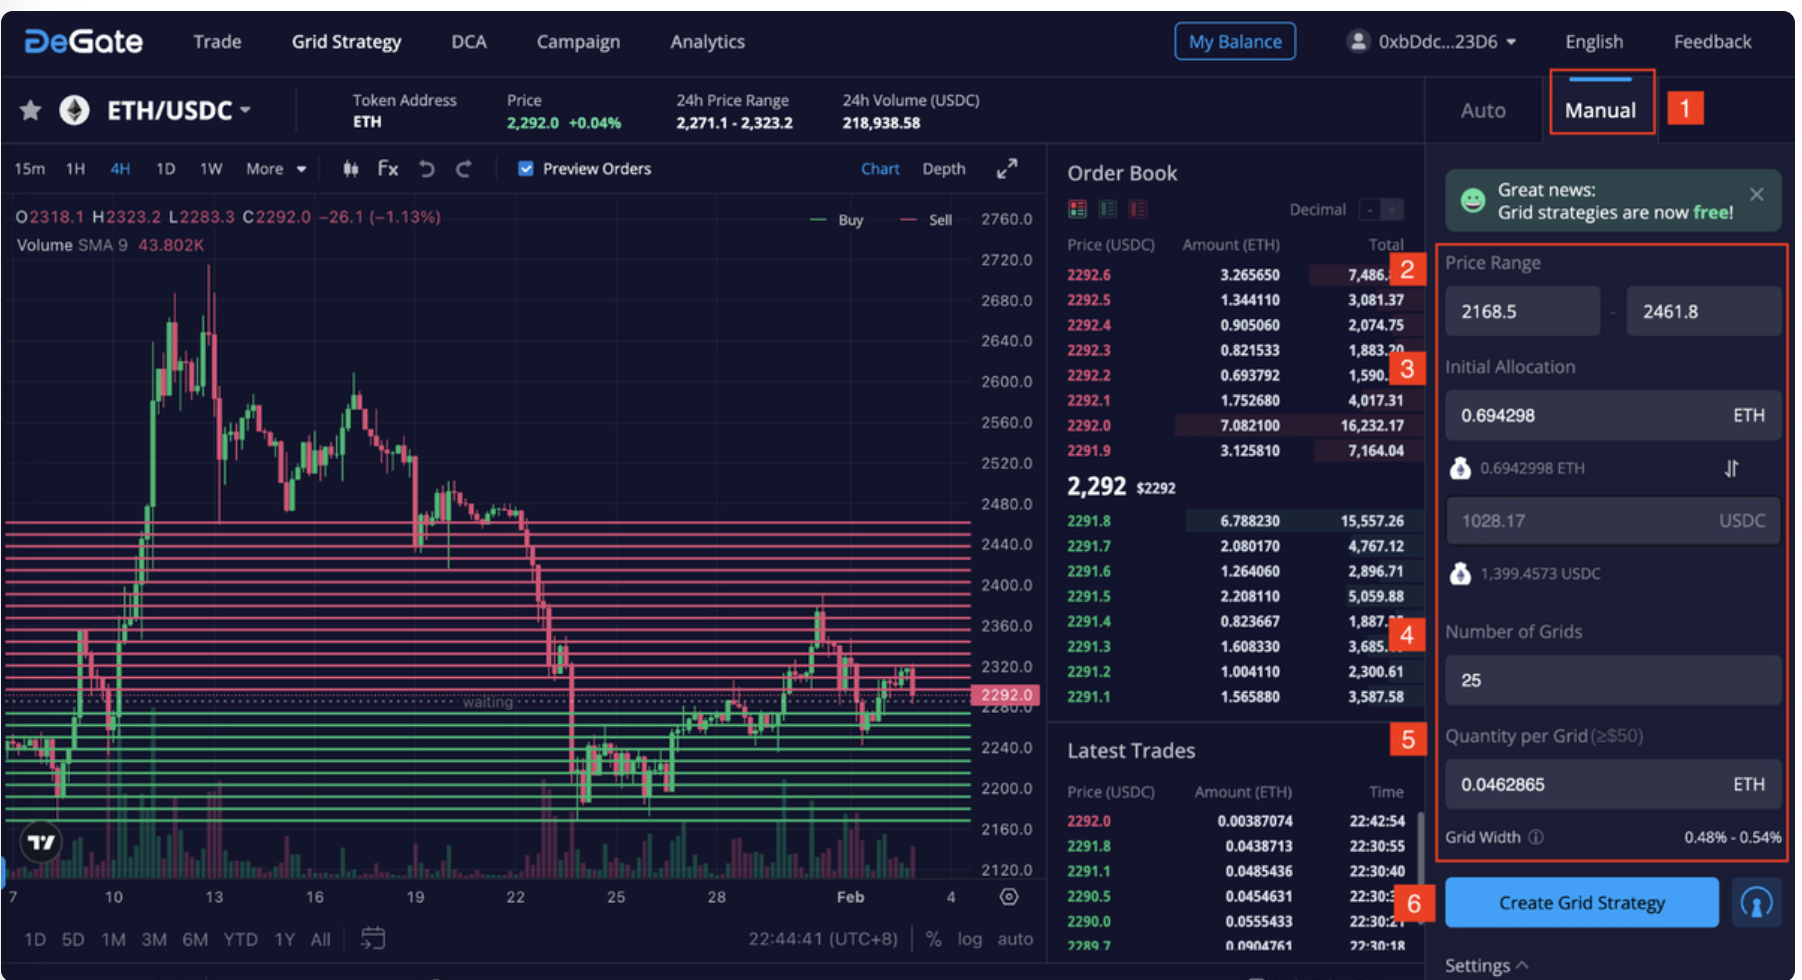 DeGate Trade Grid Strategy DCA Campaign Analytics My Balance 0xbDdc...23D6 English Feedback
ETH/USDC
Token Address
ETH
Price
2,292.0 +0.04%
24h Price Range
2,271.1 - 2,323.2
24h Volume (USDC)
218,938.58
Auto Manual 1
15m 1H 4H 1D 1W More Fx Preview Orders Chart Depth
O2318.1 H2323.2 L2283.3 C2292.0 −26.1 (−1.13%)
Volume SMA 9 43.802K
Buy Sell
2760.0
2720.0
2680.0
2640.0
2600.0
2560.0
2520.0
2480.0
2440.0
2400.0
2360.0
2320.0
2292.0
2280.0
2240.0
2200.0
2160.0
2120.0
waiting
7 10 13 16 19 22 25 28 Feb 4
1D 5D 1M 3M 6M YTD 1Y All 22:44:41 (UTC+8) % log auto
Order Book
Decimal - +
Price (USDC) Amount (ETH) Total
2292.6 3.265650 7,486.
2292.5 1.344110 3,081.37
2292.4 0.905060 2,074.75
2292.3 0.821533 1,883.20
2292.2 0.693792 1,590.
2292.1 1.752680 4,017.31
2292.0 7.082100 16,232.17
2291.9 3.125810 7,164.04
2,292 $2292
2291.8 6.788230 15,557.26
2291.7 2.080170 4,767.12
2291.6 1.264060 2,896.71
2291.5 2.208110 5,059.88
2291.4 0.823667 1,887.
2291.3 1.608330 3,685.
2291.2 1.004110 2,300.61
2291.1 1.565880 3,587.58
Latest Trades
Price (USDC) Amount (ETH) Time
2292.0 0.00387074 22:42:54
2291.8 0.0438713 22:30:55
2291.1 0.0485436 22:30:40
2290.5 0.0454631 22:30:
2290.0 0.0555433 22:30:21
2289.7 0.0904761 22:30:18
Great news:
Grid strategies are now free!
2 Price Range
2168.5 - 2461.8
3 Initial Allocation
0.694298 ETH
0.6942998 ETH
1028.17 USDC
1,399.4573 USDC
4 Number of Grids
25
5 Quantity per Grid(≥$50)
0.0462865 ETH
Grid Width 0.48% - 0.54%
6 Create Grid Strategy
Settings